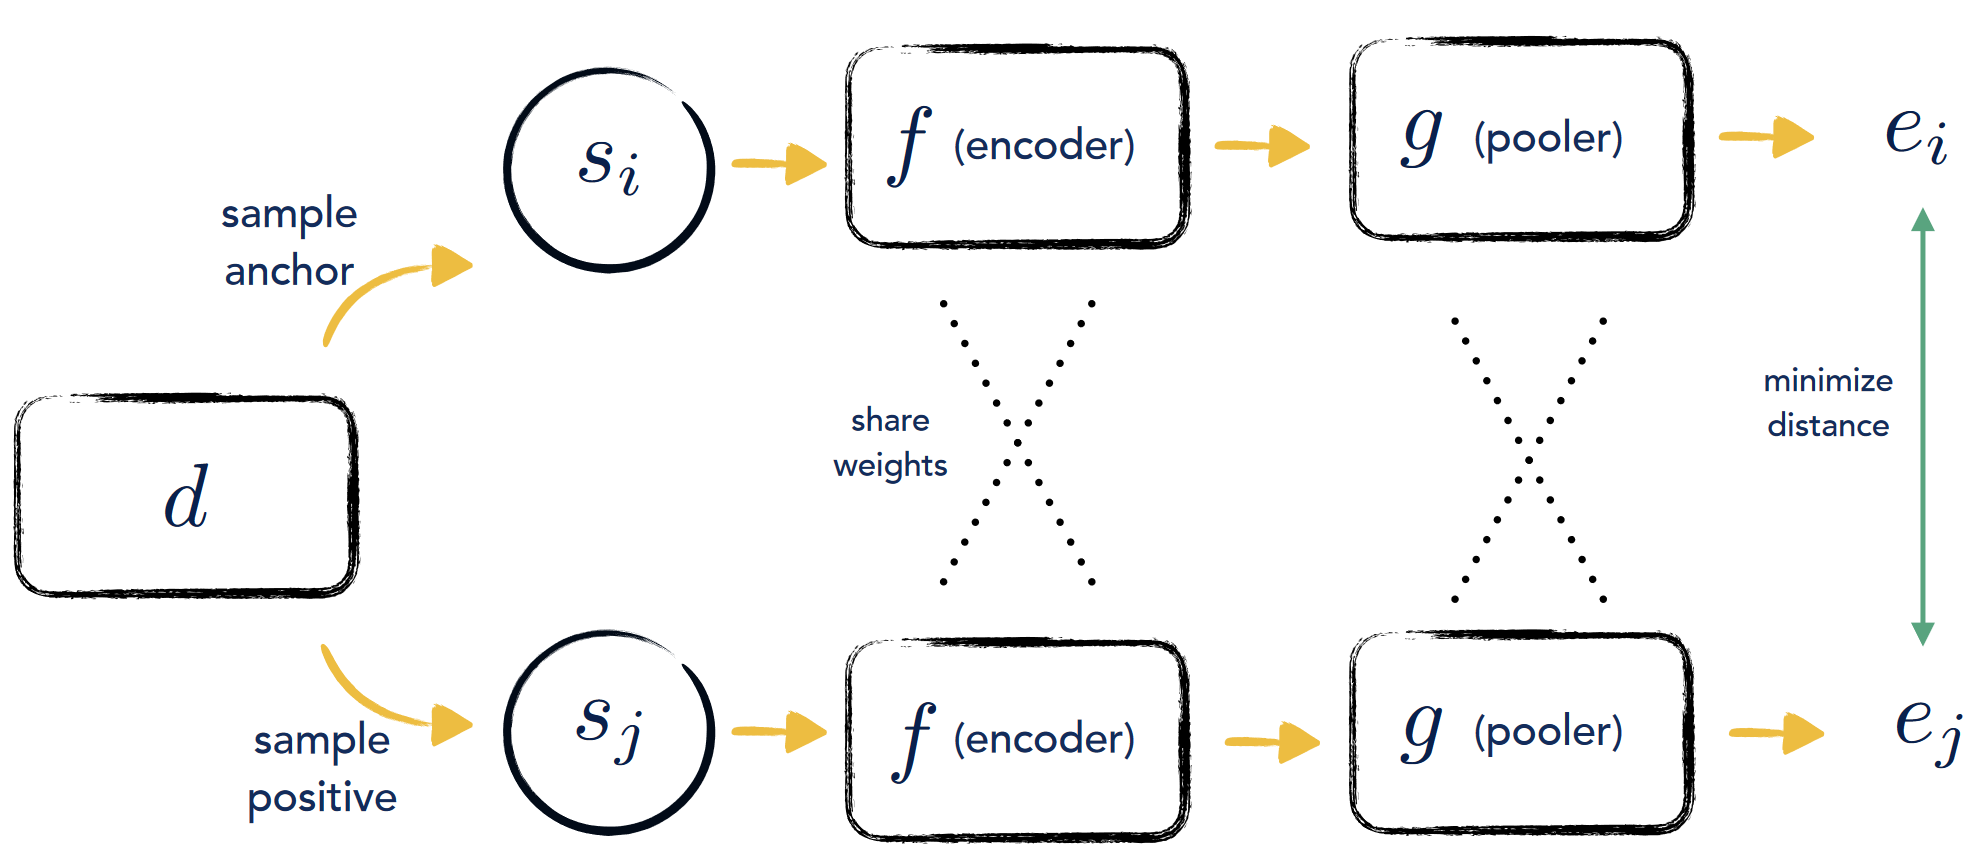 sample
anchor
s_i
f (encoder)
g (pooler)
e_i
d
share
weights
minimize
distance
sample
positive
s_j
f (encoder)
g (pooler)
e_j